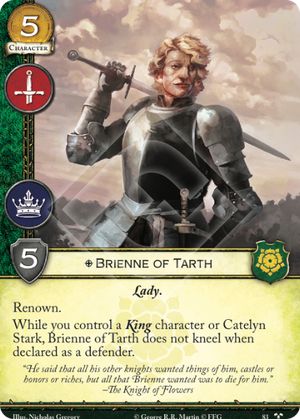 5
CHARACTER
5
BRIENNE OF TARTH
Lady.
Renown.
While you control a King character or Catelyn
Stark, Brienne of Tarth does not kneel when
declared as a defender.
"He said that all his other knights wanted things of him, castles
or honors or riches, but all that Brienne wanted was to die for him."
–The Knight of Flowers
Illus. Nicholas Gregory
© George R.R. Martin © FFG